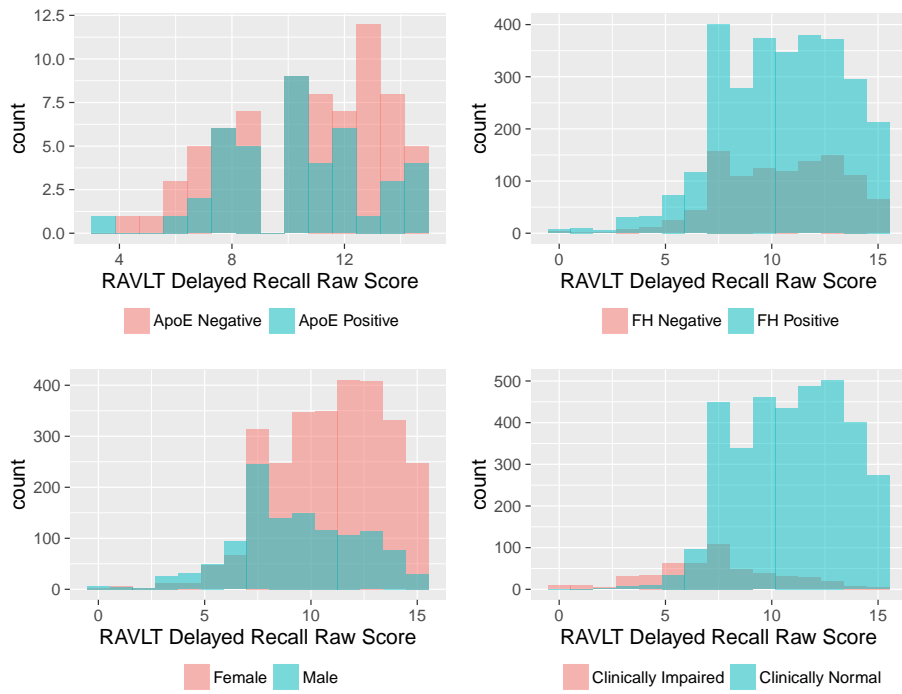 12.5
10.0
7.5
5.0
2.5
0.0
count
4 8 12
RAVLT Delayed Recall Raw Score
ApoE Negative ApoE Positive
400
300
200
100
0
count
0 5 10 15
RAVLT Delayed Recall Raw Score
FH Negative FH Positive
400
300
200
100
0
count
0 5 10 15
RAVLT Delayed Recall Raw Score
Female Male
500
400
300
200
100
0
count
0 5 10 15
RAVLT Delayed Recall Raw Score
Clinically Impaired Clinically Normal